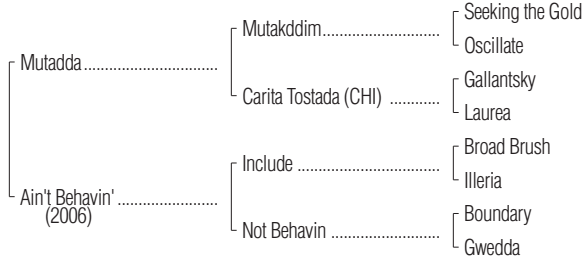 Seeking the Gold
Mutakddim
Oscillate
Mutadda
Gallantsky
Carita Tostada (CHI)
Laurea
Broad Brush
Include
Illeria
Ain't Behavin'
(2006)
Boundary
Not Behavin
Gwedda